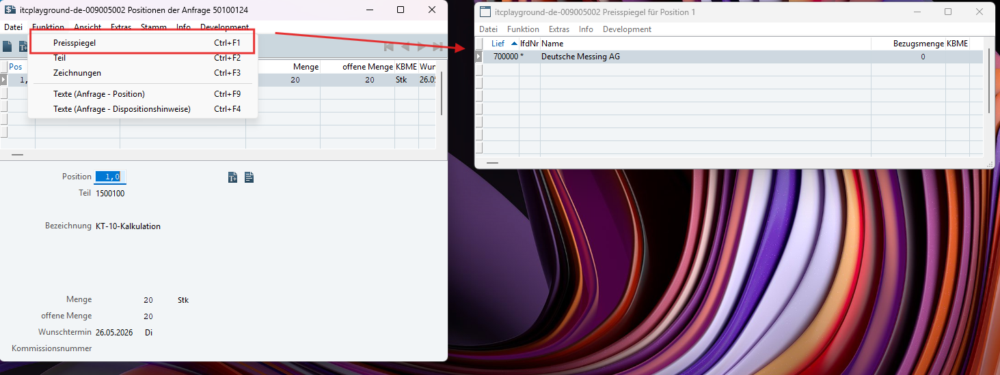 itcplayground-de-009005002 Positionen der Anfrage 50100124
Datei Funktion Ansicht Extras Stamm Info Development
Preisspiegel Ctrl+F1
Teil Ctrl+F2
Zeichnungen Ctrl+F3
Texte (Anfrage - Position) Ctrl+F9
Texte (Anfrage - Dispositionshinweise) Ctrl+F4
Pos Menge offene Menge KBME Wun
1, 20 20 Stk 26.05
Position 1,0
Teil 1500100
Bezeichnung KT-10-Kalkulation
Menge 20 Stk
offene Menge 20
Wunschtermin 26.05.2026 Di
Kommissionsnummer
itcplayground-de-009005002 Preisspiegel für Position 1
Datei Funktion Extras Info Development
Lief lfdNr Name Bezugsmenge KBME
700000 * Deutsche Messing AG 0